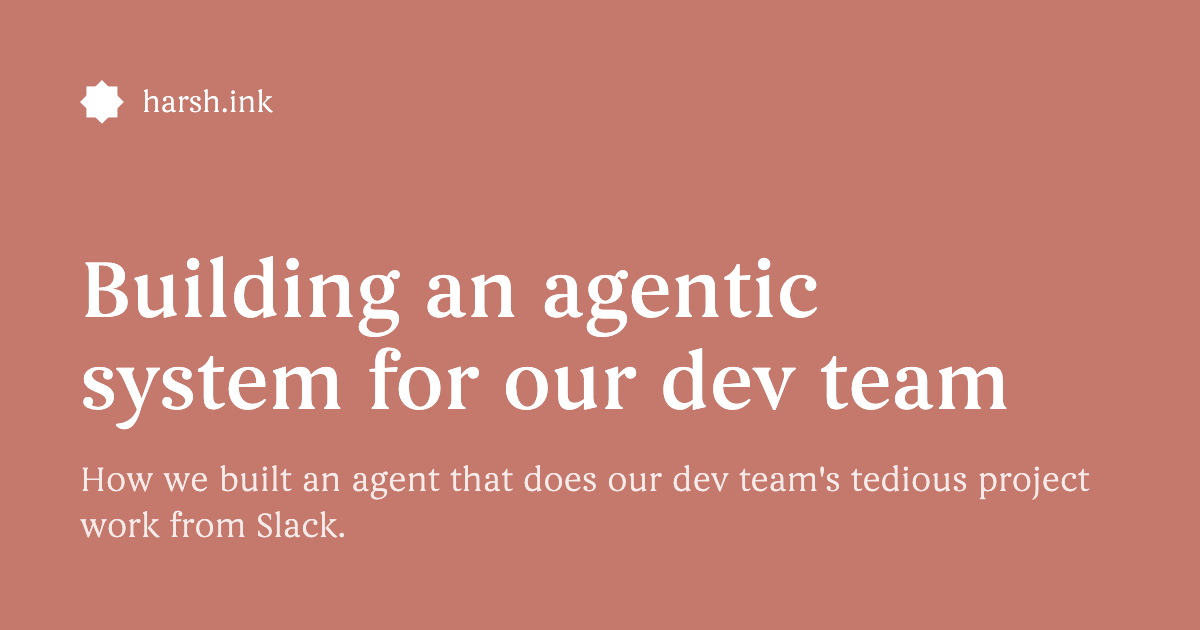 harsh.ink
Building an agentic
system for our dev team
How we built an agent that does our dev team's tedious project
work from Slack.